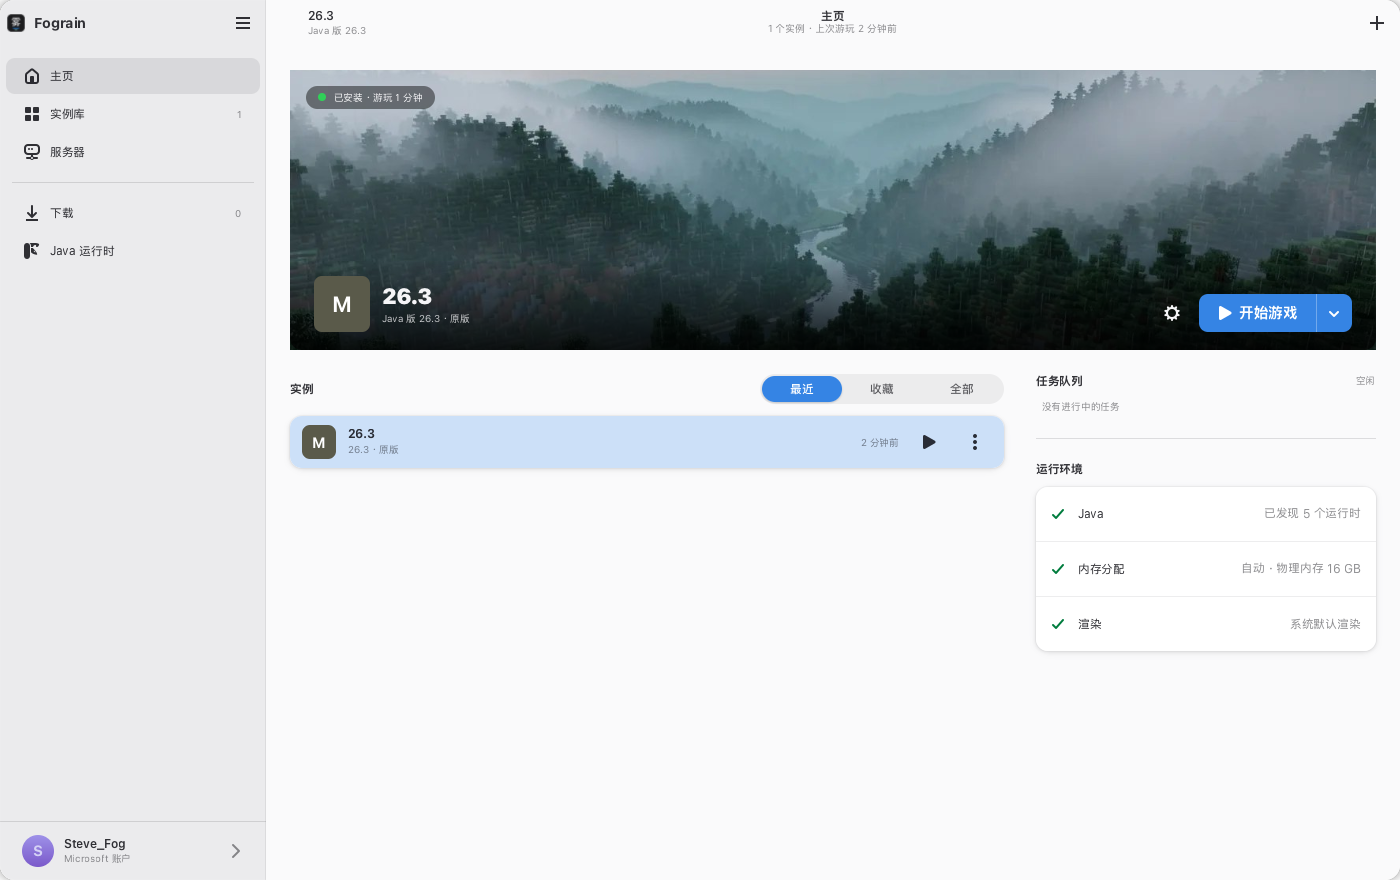 Fograin
主页
实例库 1
服务器
下载 0
Java 运行时
Steve_Fog
Microsoft 账户
S
26.3
Java 版 26.3
主页
1 个实例 · 上次游玩 2 分钟前
已安装 · 游玩 1 分钟
M
26.3
Java 版 26.3 · 原版
开始游戏
实例
最近 收藏 全部
M
26.3
26.3 · 原版
2 分钟前
任务队列 空闲
没有进行中的任务
运行环境
Java 已发现 5 个运行时
内存分配 自动 · 物理内存 16 GB
渲染 系统默认渲染